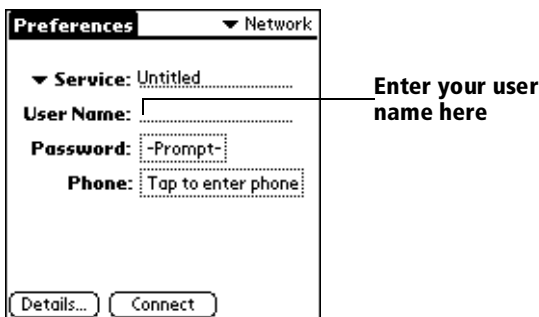 Preferences ▼ Network
▼ Service: Untitled
User Name:
Password: -Prompt-
Phone: Tap to enter phone
Details... Connect
Enter your user
name here